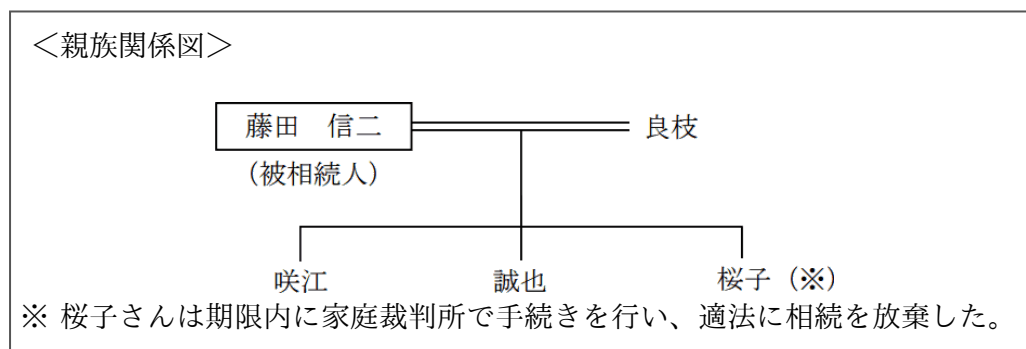 ＜親族関係図＞
藤田　信二　良枝
（被相続人）
咲江　誠也　桜子（※）
※ 桜子さんは期限内に家庭裁判所で手続きを行い、適法に相続を放棄した。